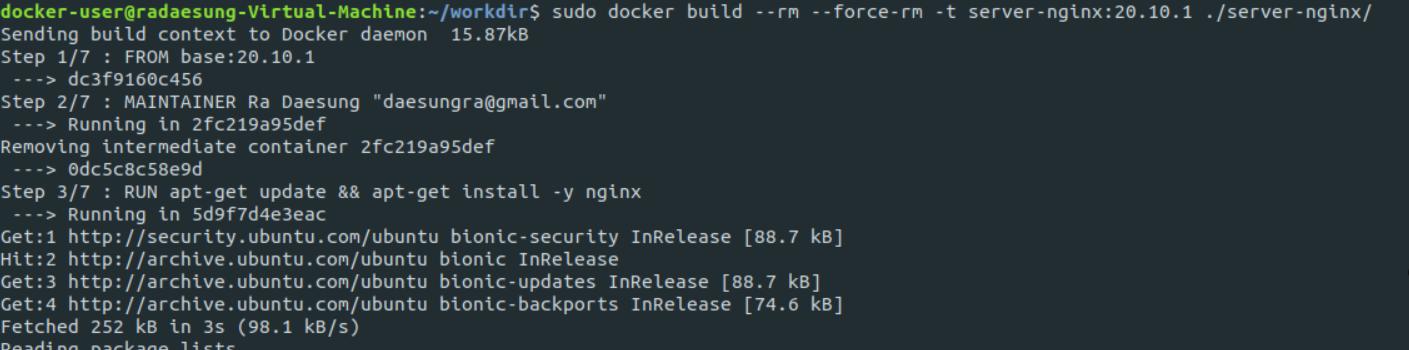 docker-user@radaesung-Virtual-Machine:~/workdir$ sudo docker build --rm --force-rm -t server-nginx:20.10.1 ./server-nginx/
Sending build context to Docker daemon  15.87kB
Step 1/7 : FROM base:20.10.1
 ---> dc3f9160c456
Step 2/7 : MAINTAINER Ra Daesung "daesungra@gmail.com"
 ---> Running in 2fc219a95def
Removing intermediate container 2fc219a95def
 ---> 0dc5c8c58e9d
Step 3/7 : RUN apt-get update && apt-get install -y nginx
 ---> Running in 5d9f7d4e3eac
Get:1 http://security.ubuntu.com/ubuntu bionic-security InRelease [88.7 kB]
Hit:2 http://archive.ubuntu.com/ubuntu bionic InRelease
Get:3 http://archive.ubuntu.com/ubuntu bionic-updates InRelease [88.7 kB]
Get:4 http://archive.ubuntu.com/ubuntu bionic-backports InRelease [74.6 kB]
Fetched 252 kB in 3s (98.1 kB/s)
Reading package lists